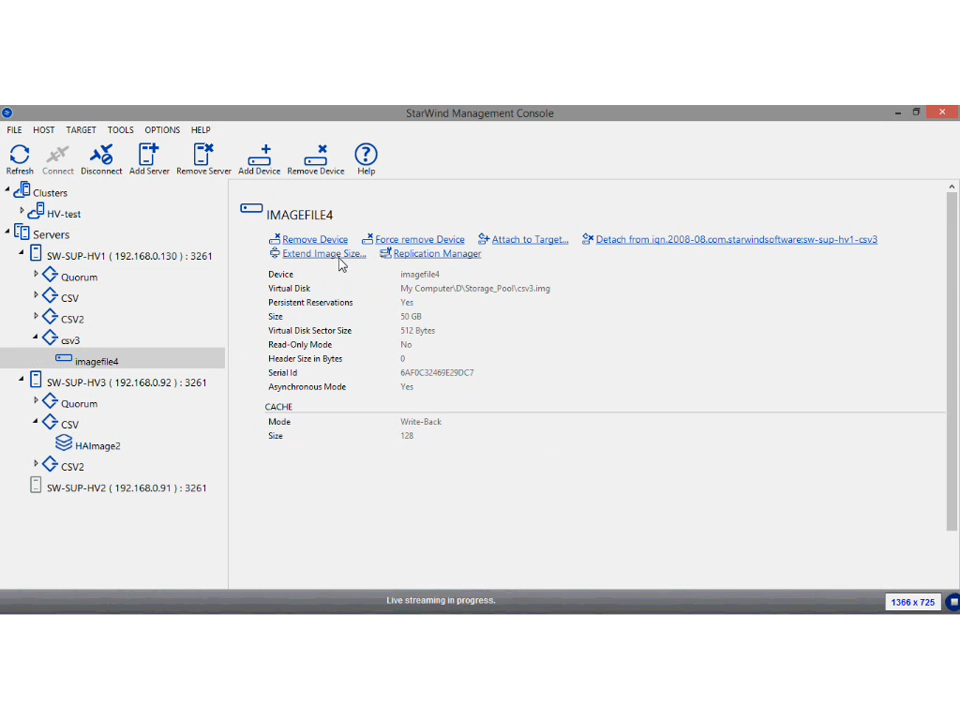 StarWind Management Console
FILE HOST TARGET TOOLS OPTIONS HELP
Refresh Connect Disconnect Add Server Remove Server Add Device Remove Device Help
Clusters
HV-test
Servers
SW-SUP-HV1 ( 192.168.0.130 ) : 3261
Quorum
CSV
CSV2
csv3
imagefile4
SW-SUP-HV3 ( 192.168.0.92 ) : 3261
Quorum
CSV
HAImage2
CSV2
SW-SUP-HV2 ( 192.168.0.91 ) : 3261
IMAGEFILE4
Remove Device Force remove Device Attach to Target... Detach from iqn.2008-08.com.starwindsoftware:sw-sup-hv1-csv3
Extend Image Size... Replication Manager
Device imagefile4
Virtual Disk My Computer\D\Storage_Pool\csv3.img
Persistent Reservations Yes
Size 50 GB
Virtual Disk Sector Size 512 Bytes
Read-Only Mode No
Header Size in Bytes 0
Serial Id 6AF0C32469E29DC7
Asynchronous Mode Yes
CACHE
Mode Write-Back
Size 128
Live streaming in progress.
1366 x 725